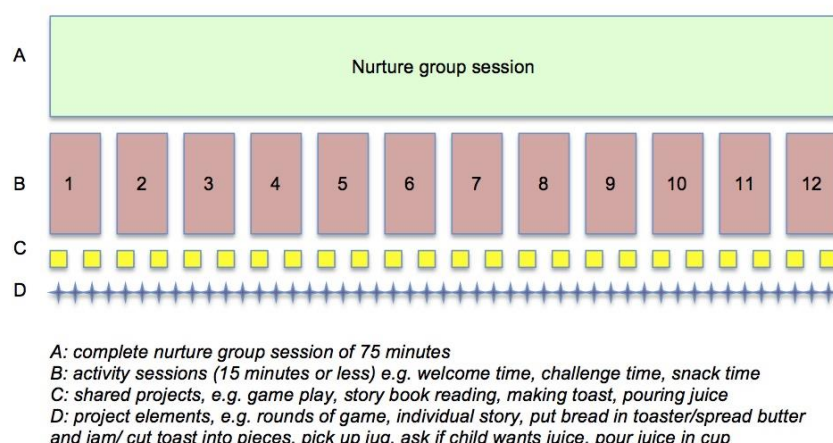 A
Nurture group session
B
1 2 3 4 5 6 7 8 9 10 11 12
C
D
A: complete nurture group session of 75 minutes
B: activity sessions (15 minutes or less) e.g. welcome time, challenge time, snack time
C: shared projects, e.g. game play, story book reading, making toast, pouring juice
D: project elements, e.g. rounds of game, individual story, put bread in toaster/spread butter
and jam/ cut toast into pieces, pick up jug, ask if child wants juice, pour juice in cup